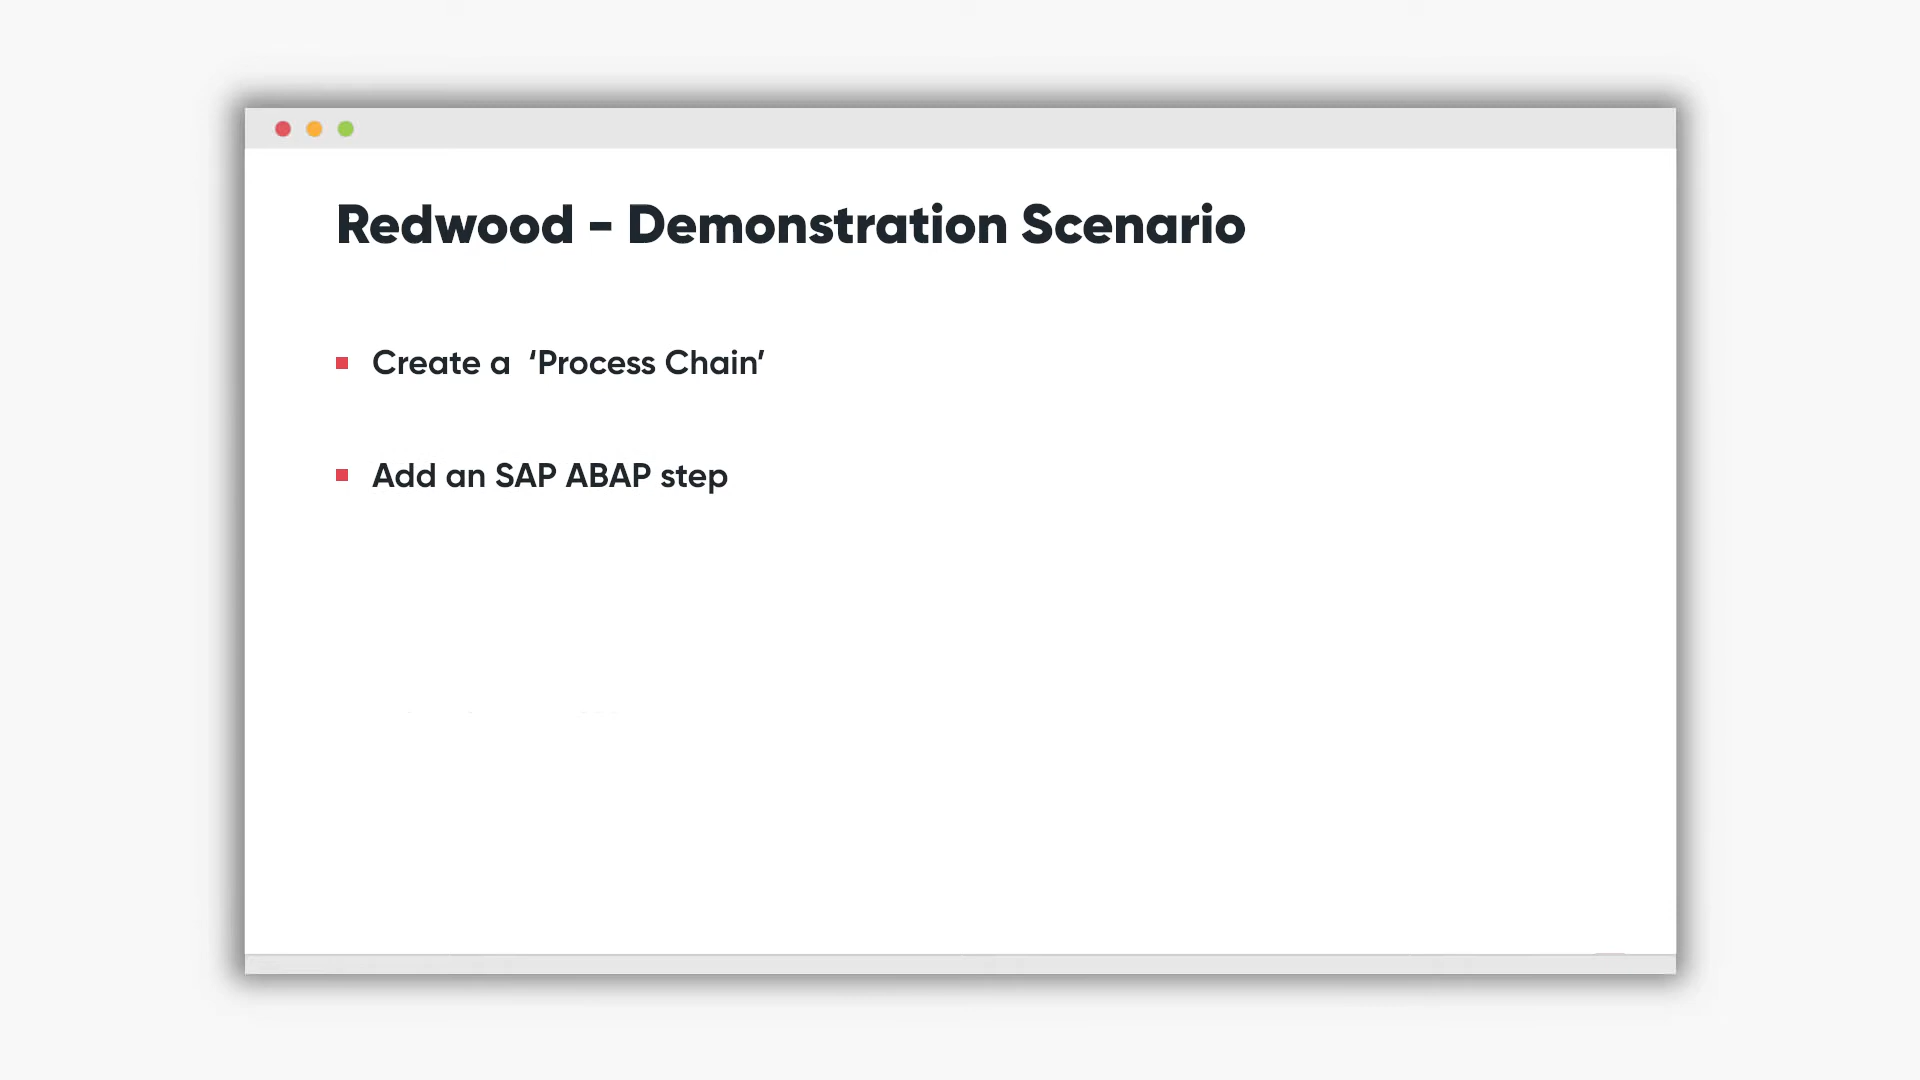 Redwood - Demonstration Scenario
Create a ‘Process Chain’
Add an SAP ABAP step